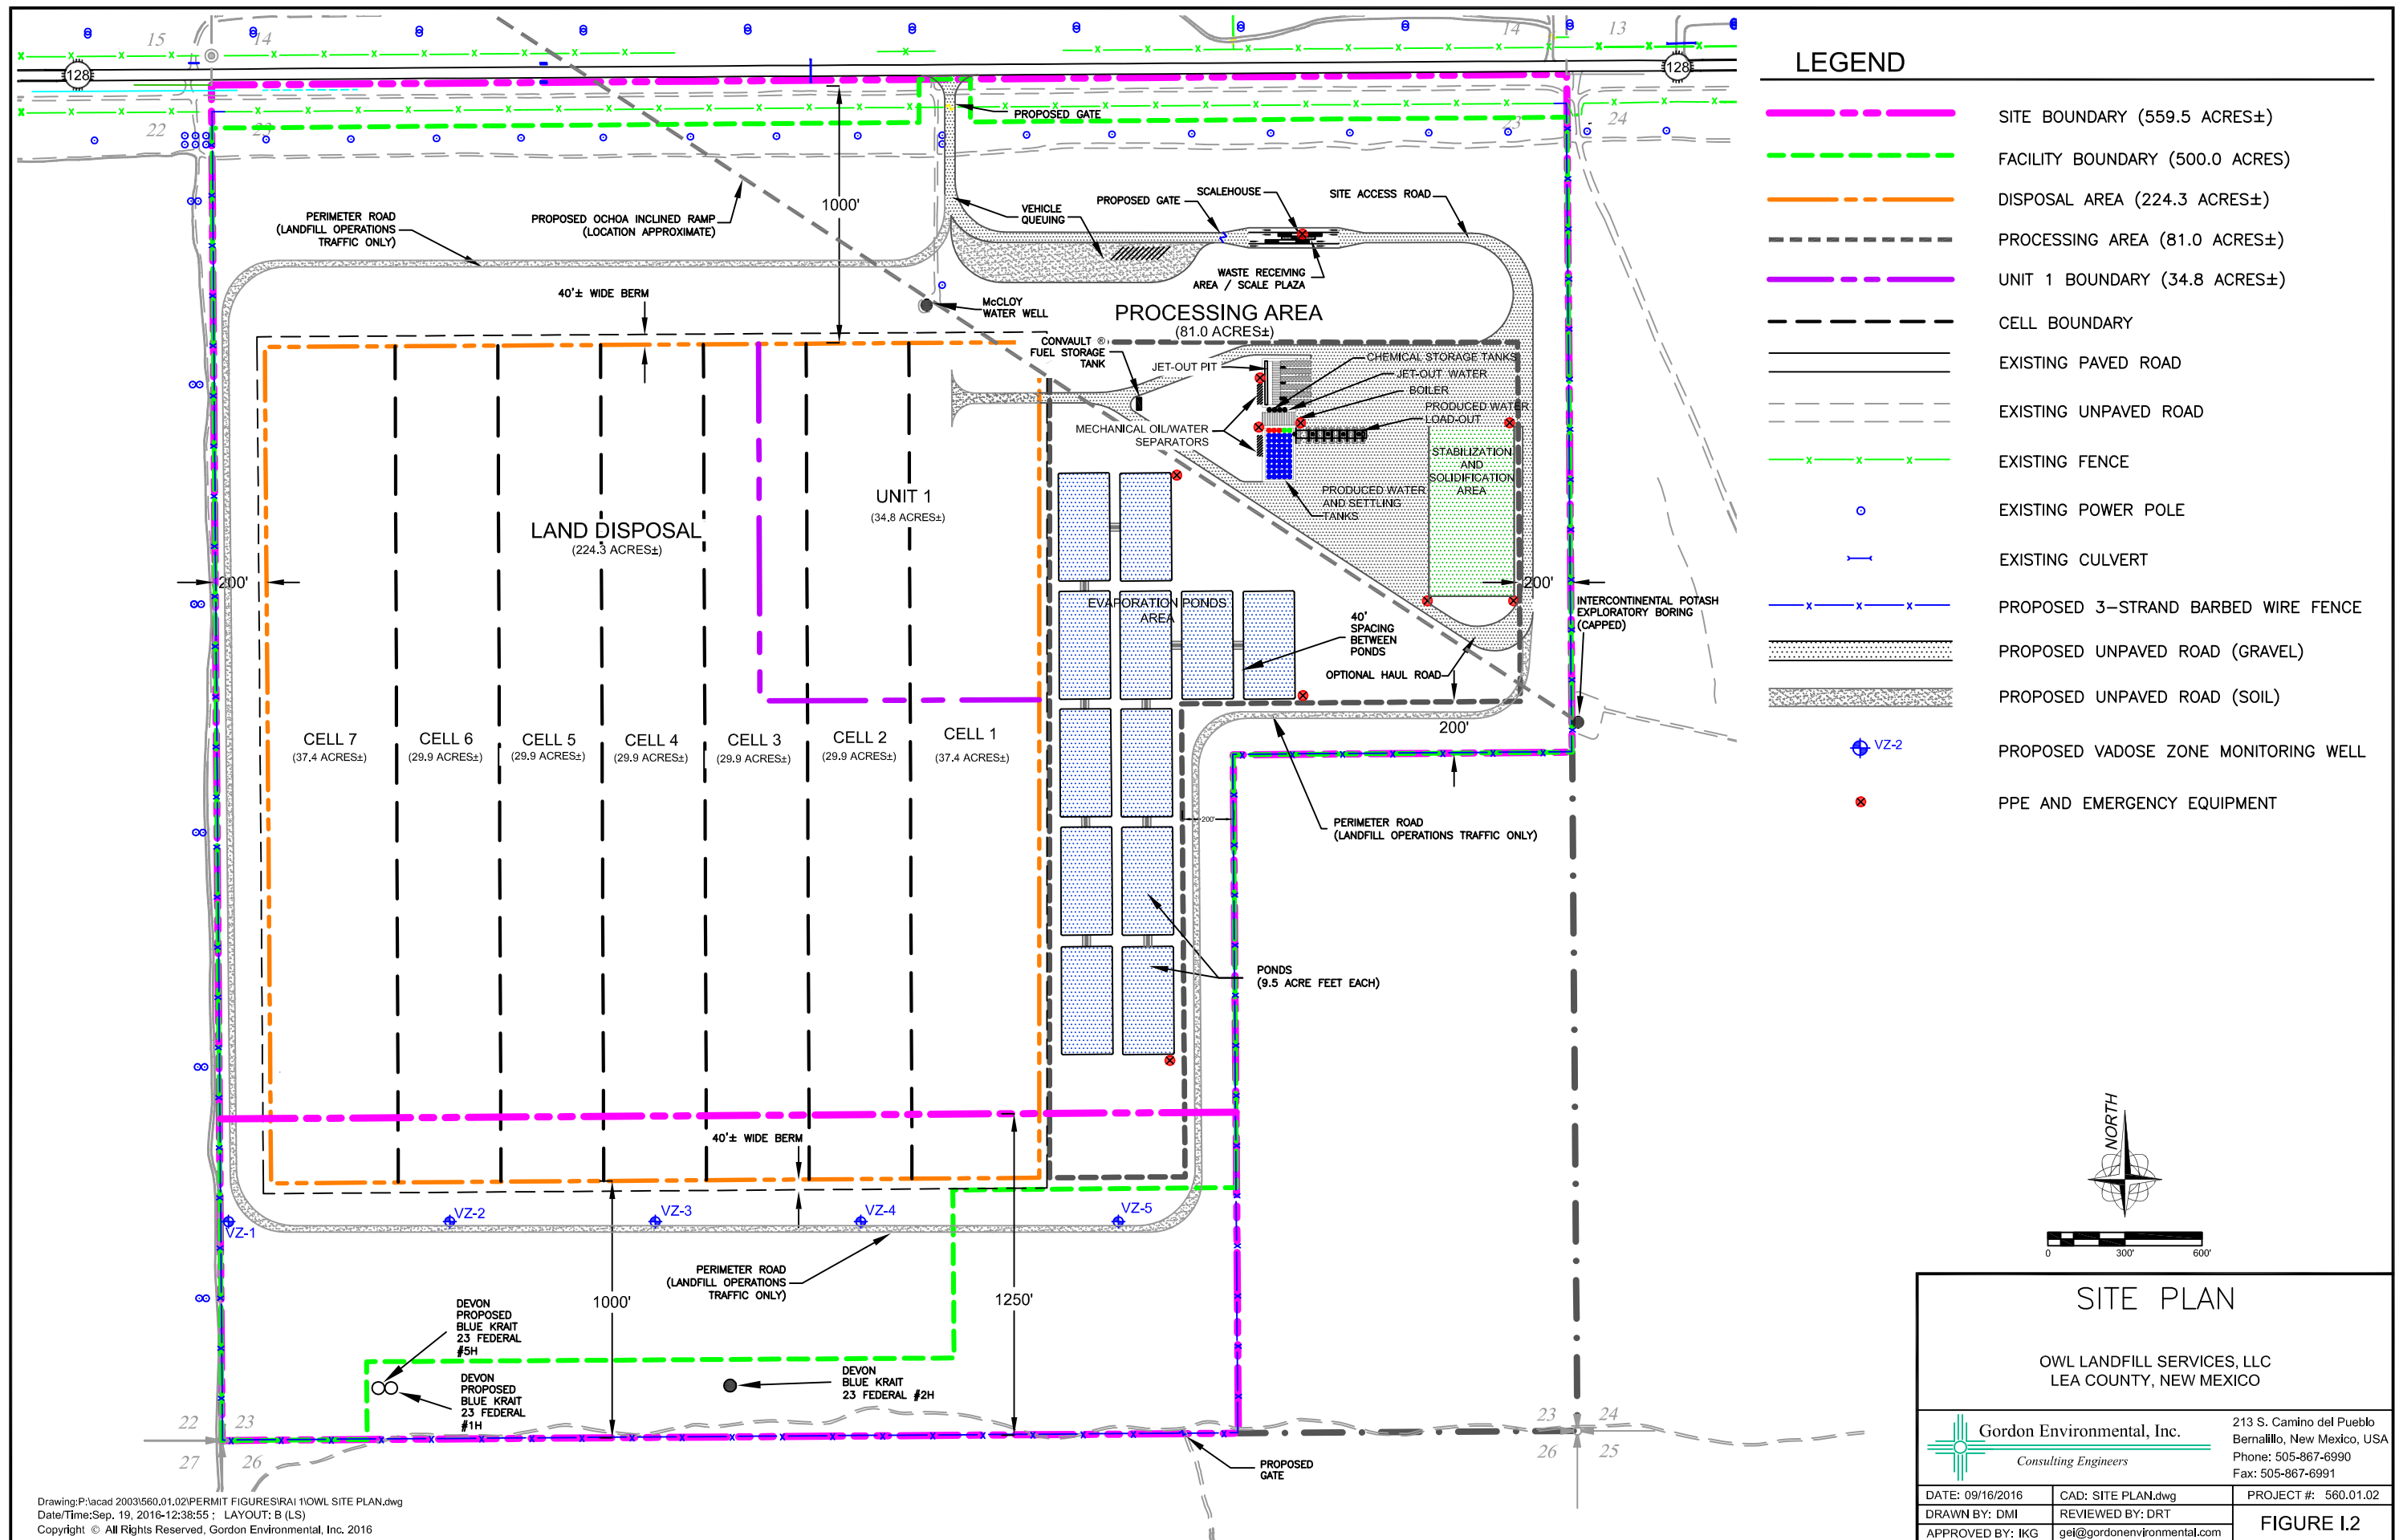 15
14
14
13
128
128
22
23
23
24
PROPOSED GATE
1000'
PERIMETER ROAD
(LANDFILL OPERATIONS
TRAFFIC ONLY)
PROPOSED OCHOA INCLINED RAMP
(LOCATION APPROXIMATE)
VEHICLE
QUEUING
PROPOSED GATE
SCALEHOUSE
SITE ACCESS ROAD
WASTE RECEIVING
AREA / SCALE PLAZA
40'± WIDE BERM
McCLOY
WATER WELL
PROCESSING AREA
(81.0 ACRES±)
CONVAULT ®
FUEL STORAGE
TANK
JET-OUT PIT
CHEMICAL STORAGE TANKS
JET-OUT WATER
BOILER
PRODUCED WATER
LOAD-OUT
MECHANICAL OIL/WATER
SEPARATORS
STABILIZATION
AND
SOLIDIFICATION
AREA
PRODUCED WATER
AND SETTLING
TANKS
UNIT 1
(34.8 ACRES±)
LAND DISPOSAL
(224.3 ACRES±)
200'
200'
INTERCONTINENTAL POTASH
EXPLORATORY BORING
(CAPPED)
EVAPORATION PONDS
AREA
40'
SPACING
BETWEEN
PONDS
OPTIONAL HAUL ROAD
200'
CELL 7
(37.4 ACRES±)
CELL 6
(29.9 ACRES±)
CELL 5
(29.9 ACRES±)
CELL 4
(29.9 ACRES±)
CELL 3
(29.9 ACRES±)
CELL 2
(29.9 ACRES±)
CELL 1
(37.4 ACRES±)
200'
PERIMETER ROAD
(LANDFILL OPERATIONS TRAFFIC ONLY)
PONDS
(9.5 ACRE FEET EACH)
40'± WIDE BERM
VZ-1
VZ-2
VZ-3
VZ-4
VZ-5
PERIMETER ROAD
(LANDFILL OPERATIONS
TRAFFIC ONLY)
1000'
1250'
DEVON
PROPOSED
BLUE KRAIT
23 FEDERAL
#5H
DEVON
PROPOSED
BLUE KRAIT
23 FEDERAL
#1H
DEVON
BLUE KRAIT
23 FEDERAL #2H
22
23
27
26
23
24
26
25
PROPOSED
GATE
LEGEND
SITE BOUNDARY (559.5 ACRES±)
FACILITY BOUNDARY (500.0 ACRES)
DISPOSAL AREA (224.3 ACRES±)
PROCESSING AREA (81.0 ACRES±)
UNIT 1 BOUNDARY (34.8 ACRES±)
CELL BOUNDARY
EXISTING PAVED ROAD
EXISTING UNPAVED ROAD
EXISTING FENCE
EXISTING POWER POLE
EXISTING CULVERT
PROPOSED 3-STRAND BARBED WIRE FENCE
PROPOSED UNPAVED ROAD (GRAVEL)
PROPOSED UNPAVED ROAD (SOIL)
VZ-2 PROPOSED VADOSE ZONE MONITORING WELL
PPE AND EMERGENCY EQUIPMENT
NORTH
0 300' 600'
SITE PLAN
OWL LANDFILL SERVICES, LLC
LEA COUNTY, NEW MEXICO
Gordon Environmental, Inc.
Consulting Engineers
213 S. Camino del Pueblo
Bernalillo, New Mexico, USA
Phone: 505-867-6990
Fax: 505-867-6991
DATE: 09/16/2016 CAD: SITE PLAN.dwg PROJECT #: 560.01.02
DRAWN BY: DMI REVIEWED BY: DRT
APPROVED BY: IKG gei@gordonenvironmental.com
FIGURE I.2
Drawing:P:\acad 2003\560.01.02\PERMIT FIGURES\RAI 1\OWL SITE PLAN.dwg
Date/Time:Sep. 19, 2016-12:38:55 ; LAYOUT: B (LS)
Copyright © All Rights Reserved, Gordon Environmental, Inc. 2016